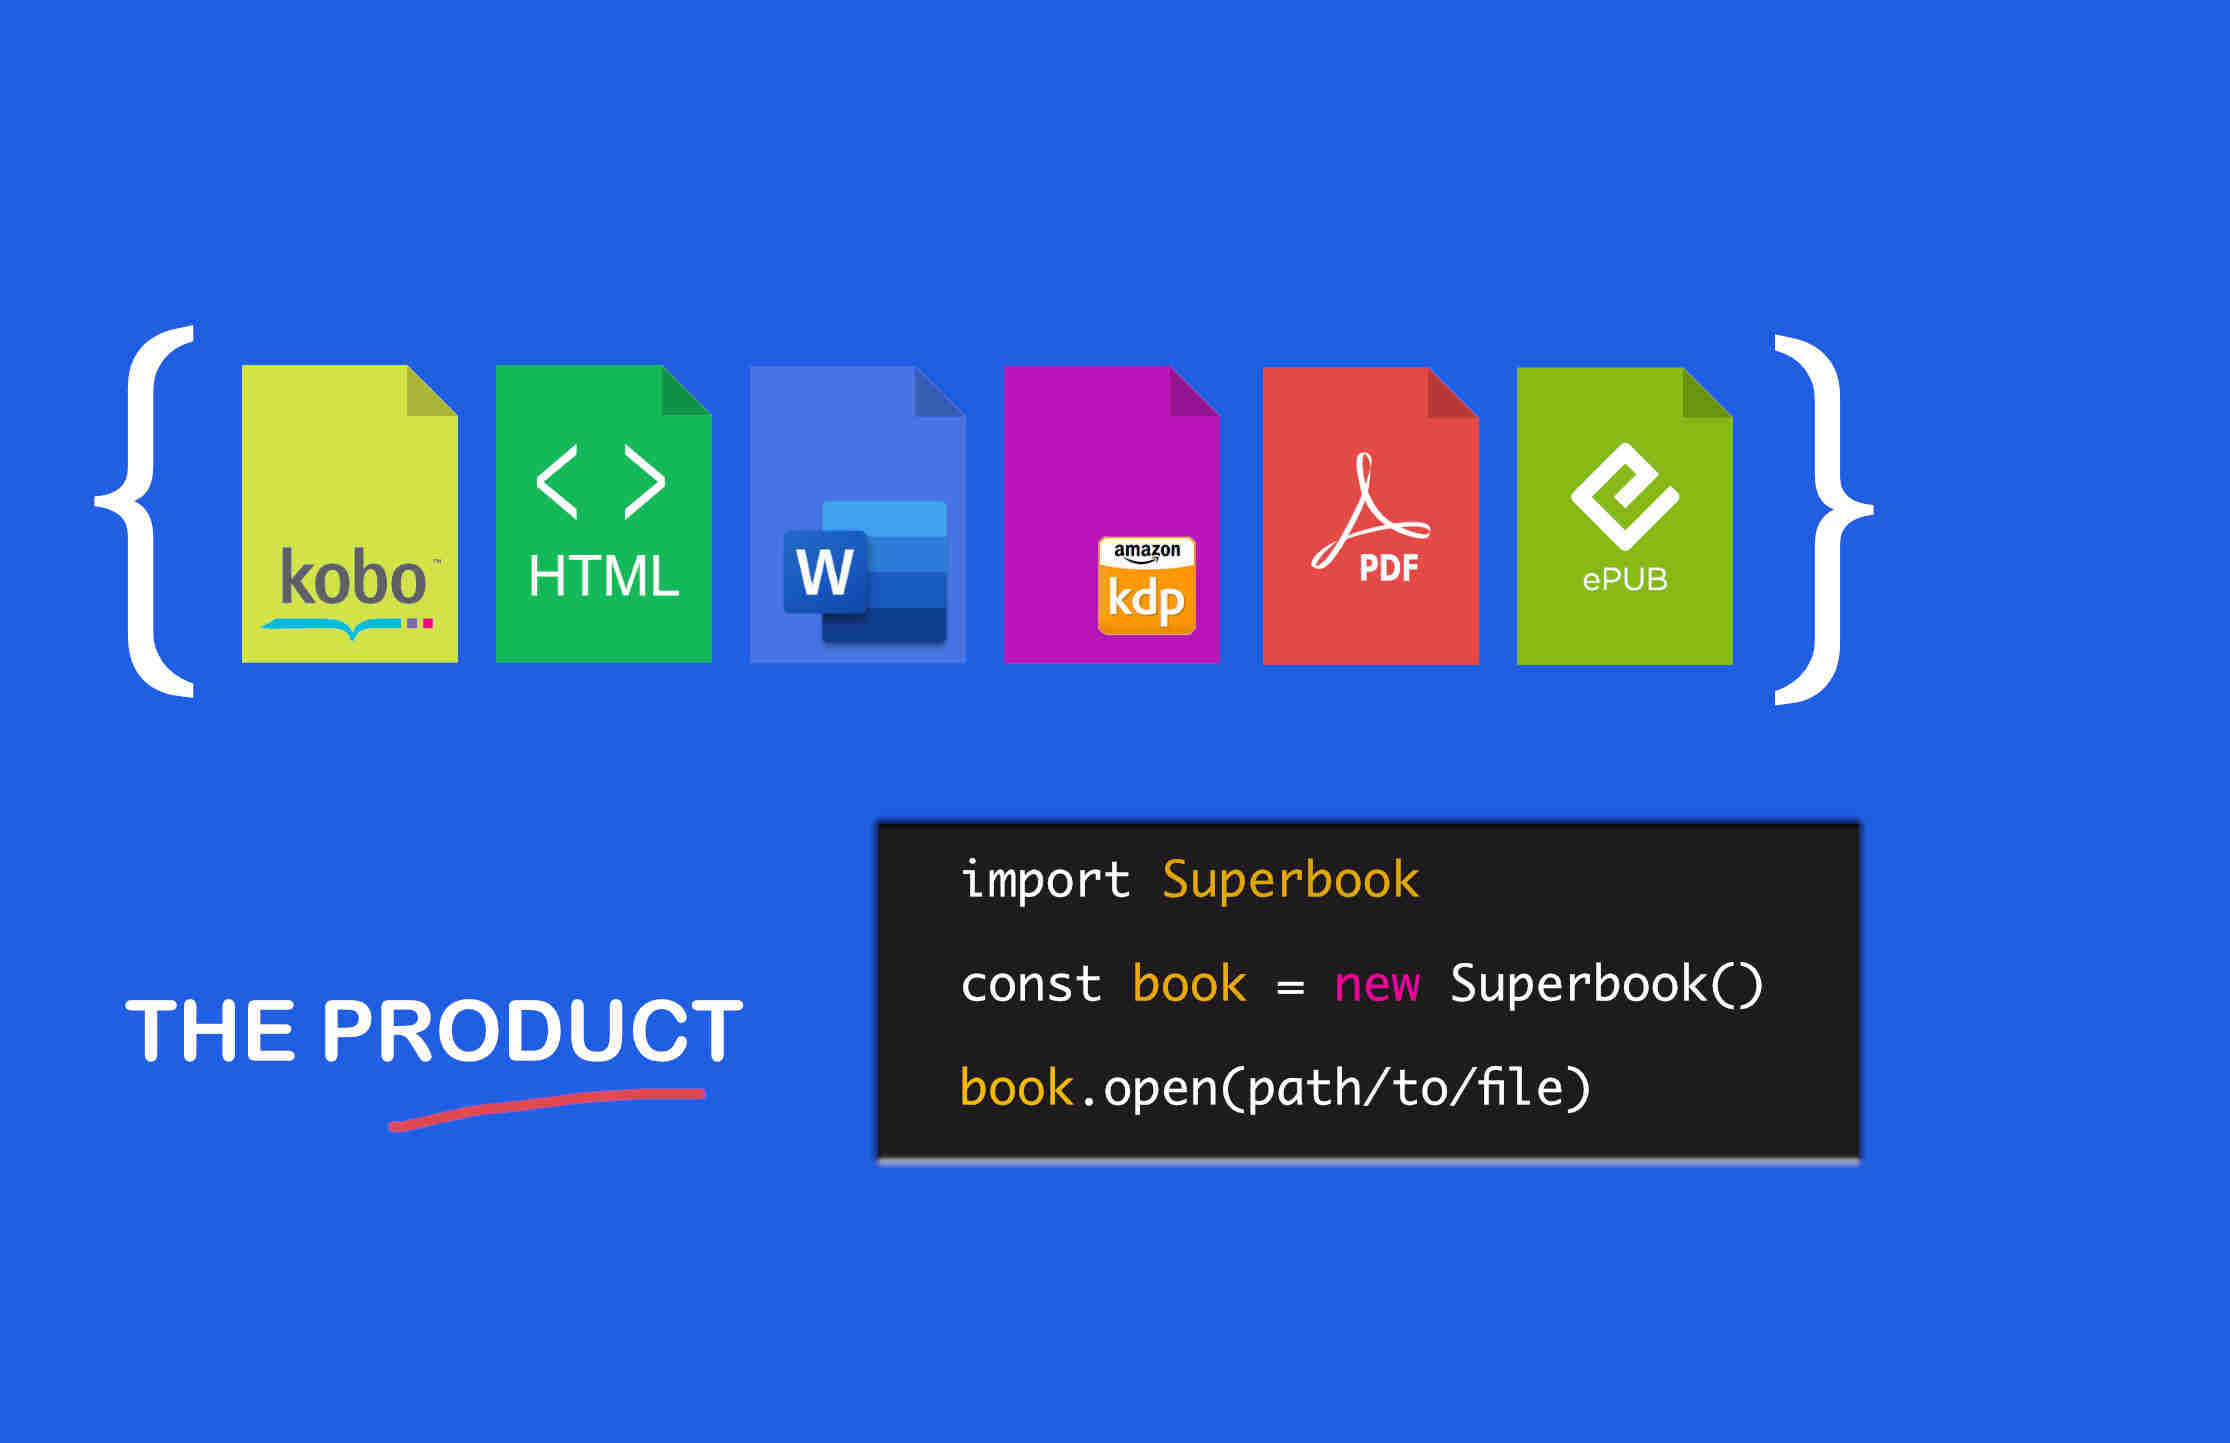 { }
kobo™
< >
HTML
W
amazon
kdp
PDF
ePUB
THE PRODUCT
import Superbook
const book = new Superbook()
book.open(path/to/file)